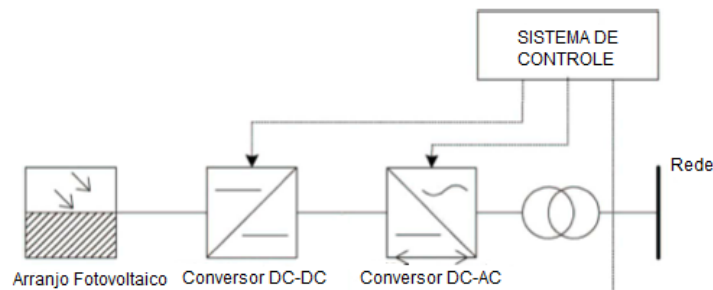 SISTEMA DE
CONTROLE
Rede
Arranjo Fotovoltaico
Conversor DC-DC
Conversor DC-AC